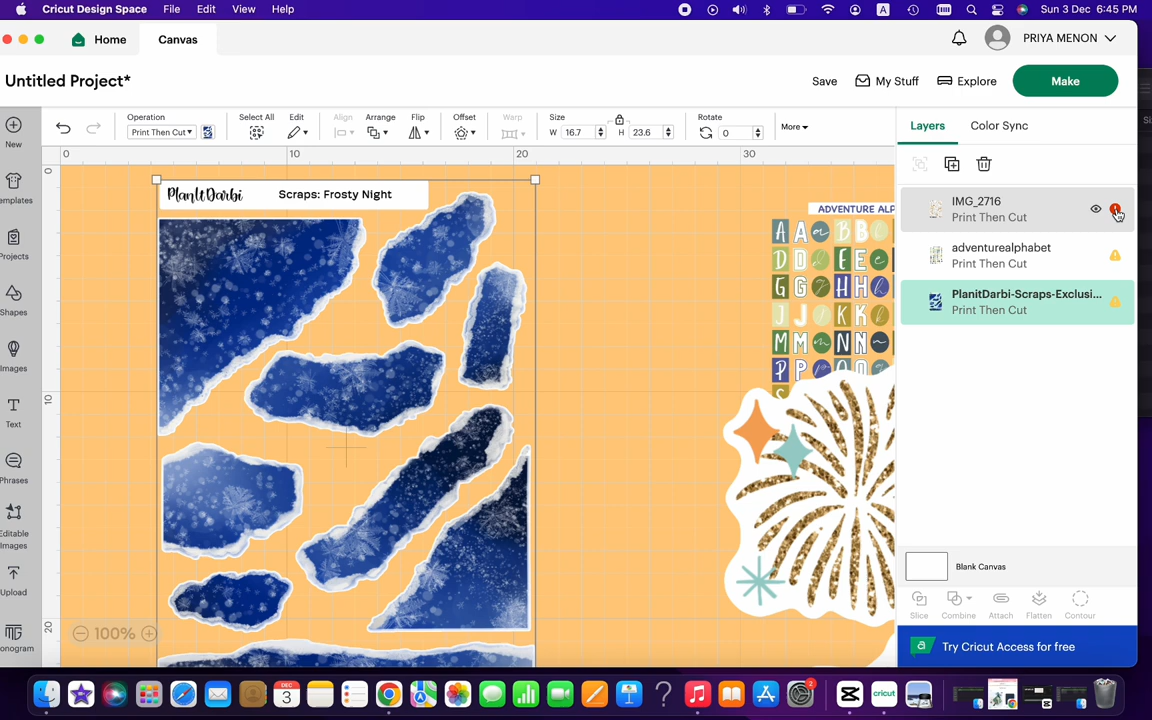 Cricut Design Space File Edit View Help
A Sun 3 Dec 6:45 PM
Home Canvas PRIYA MENON
Untitled Project* Save My Stuff Explore Make
Operation Select All Edit Align Arrange Flip Offset Warp Size Rotate
Print Then Cut W 16.7 H 23.6 0 More
New
Templates
Projects
Shapes
Images
Text
Phrases
Editable
Images
Upload
Monogram
0 10 20 30
0
10
20
PlanItDarbi Scraps: Frosty Night
ADVENTURE ALP
A A a B B
D D d E E e
G G g H H h
J J j K K k
M M m N N n
P P p Q Q q
S
100%
Layers Color Sync
IMG_2716
Print Then Cut
adventurealphabet
Print Then Cut
PlanitDarbi-Scraps-Exclusi...
Print Then Cut
Blank Canvas
Slice Combine Attach Flatten Contour
a Try Cricut Access for free
DEC
3
A
cricut
2